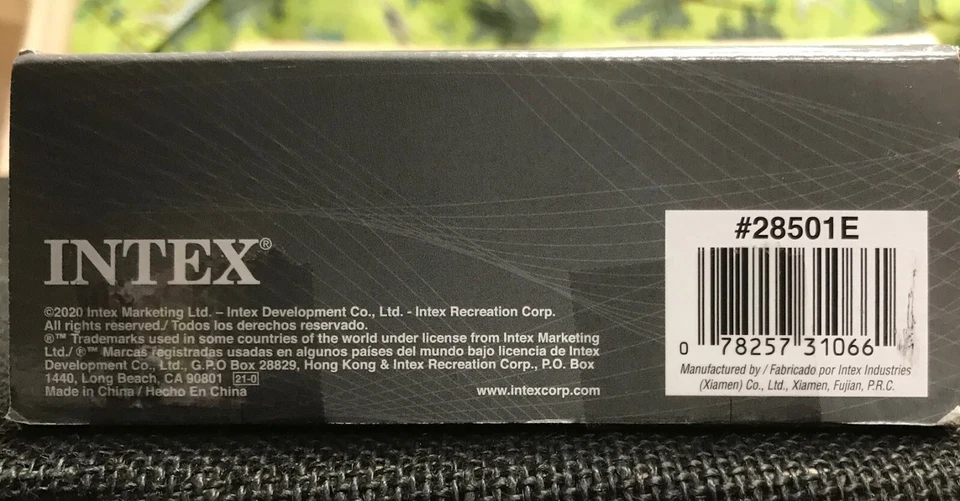 INTEX®
©2020 Intex Marketing Ltd. – Intex Development Co., Ltd. - Intex Recreation Corp.
All rights reserved./ Todos los derechos reservado.
®™ Trademarks used in some countries of the world under license from Intex Marketing
Ltd./ ®™ Marcas registradas usadas en algunos países del mundo bajo licencia de Intex
Development Co., Ltd., G.P.O Box 28829, Hong Kong & Intex Recreation Corp., P.O. Box
1440, Long Beach, CA 90801 21-0
Made in China / Hecho En China
www.intexcorp.com
#28501E
0 78257 31066
Manufactured by / Fabricado por Intex Industries
(Xiamen) Co., Ltd., Xiamen, Fujian, P.R.C.